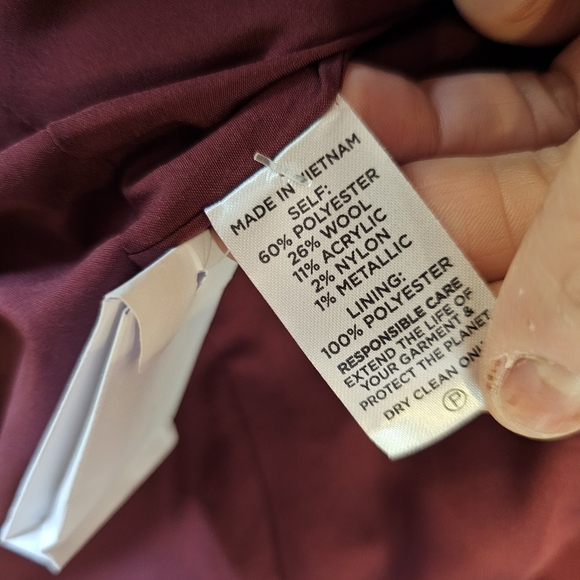 MADE IN VIETNAM
SELF:
60% POLYESTER
26% WOOL
11% ACRYLIC
2% NYLON
1% METALLIC
LINING:
100% POLYESTER
RESPONSIBLE CARE
EXTEND THE LIFE OF
YOUR GARMENT &
PROTECT THE PLANET
DRY CLEAN ONLY
P